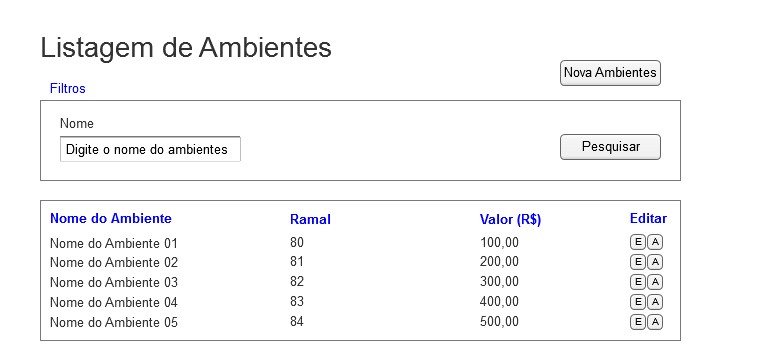 Listagem de Ambientes
Nova Ambientes
Filtros
Nome
Digite o nome do ambientes
Pesquisar
Nome do Ambiente Ramal Valor (R$) Editar
Nome do Ambiente 01 80 100,00 E A
Nome do Ambiente 02 81 200,00 E A
Nome do Ambiente 03 82 300,00 E A
Nome do Ambiente 04 83 400,00 E A
Nome do Ambiente 05 84 500,00 E A